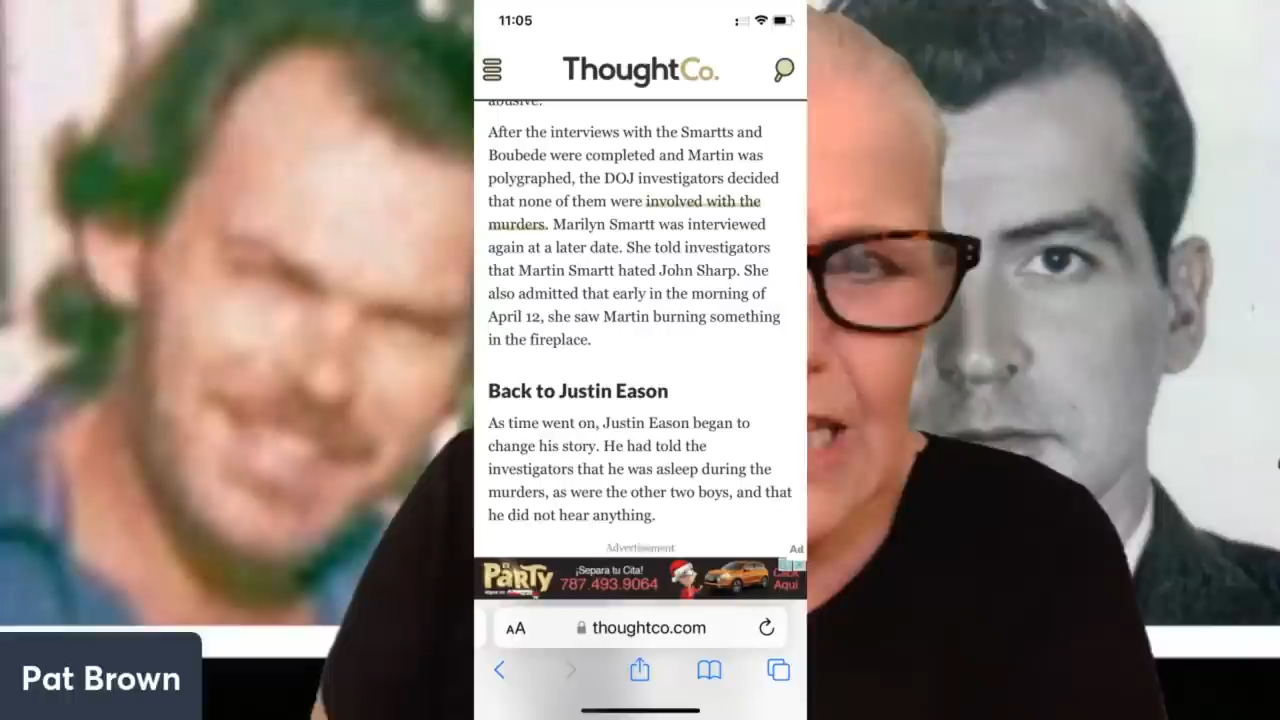 11:05
ThoughtCo.
abusive.
After the interviews with the Smartts and
Boubede were completed and Martin was
polygraphed, the DOJ investigators decided
that none of them were involved with the
murders. Marilyn Smartt was interviewed
again at a later date. She told investigators
that Martin Smartt hated John Sharp. She
also admitted that early in the morning of
April 12, she saw Martin burning something
in the fireplace.
Back to Justin Eason
As time went on, Justin Eason began to
change his story. He had told the
investigators that he was asleep during the
murders, as were the other two boys, and that
he did not hear anything.
Advertisement
Ad
PARTY
¡Separa tu Cita!
787.493.9064
Click
Aqui
AA
thoughtco.com
Pat Brown